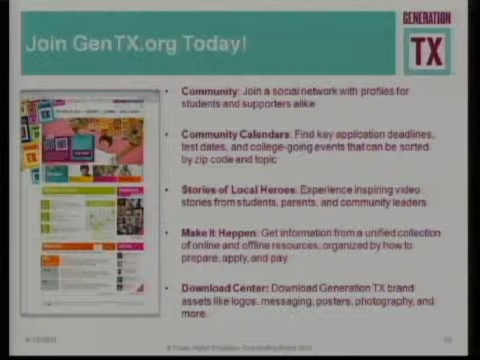 Join GenTX.org Today!
GENERATION
TX
• Community: Join a social network with profiles for
students and supporters alike
• Community Calendars: Find key application deadlines,
test dates, and college-going events that can be sorted
by zip code and topic
• Stories of Local Heroes: Experience inspiring video
stories from students, parents, and community leaders
• Make It Happen: Get information from a unified collection
of online and offline resources, organized by how to
prepare, apply, and pay.
• Download Center: Download Generation TX brand
assets like logos, messaging, posters, photography, and
more.